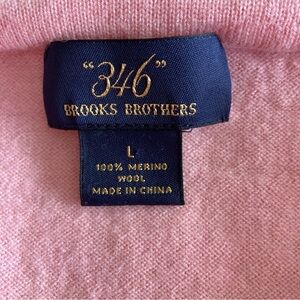 "346"
BROOKS BROTHERS
L
100% MERINO
WOOL
MADE IN CHINA